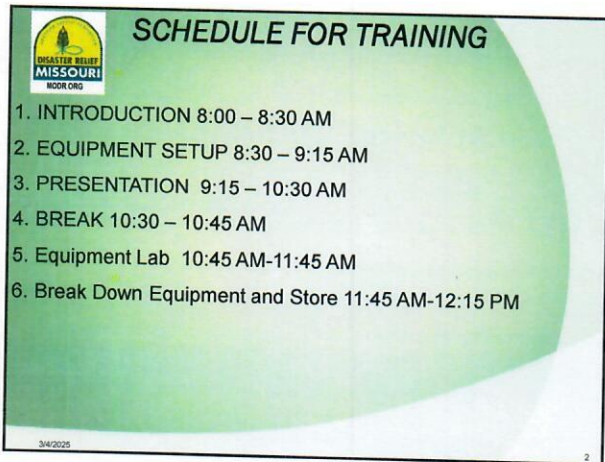 SCHEDULE FOR TRAINING
DISASTER RELIEF
MISSOURI
MODR.ORG
1. INTRODUCTION 8:00 – 8:30 AM
2. EQUIPMENT SETUP 8:30 – 9:15 AM
3. PRESENTATION 9:15 – 10:30 AM
4. BREAK 10:30 – 10:45 AM
5. Equipment Lab 10:45 AM-11:45 AM
6. Break Down Equipment and Store 11:45 AM-12:15 PM
3/4/2025
2